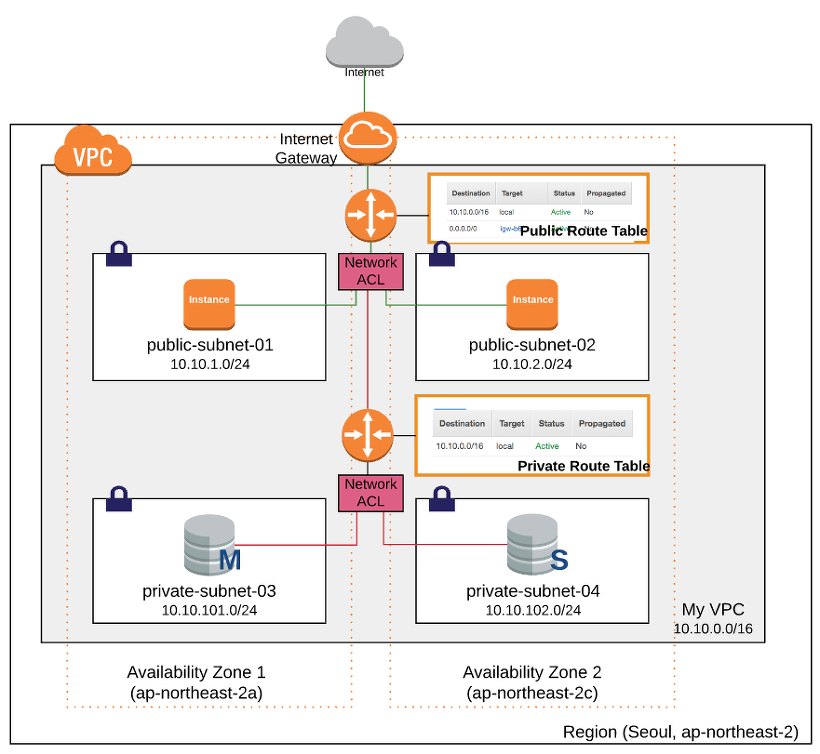 Internet
Internet
Gateway
VPC
Destination Target Status Propagated
10.10.0.0/16 local Active No
0.0.0.0/0
Public Route Table
Network
ACL
Instance
public-subnet-01
10.10.1.0/24
Instance
public-subnet-02
10.10.2.0/24
Destination Target Status Propagated
10.10.0.0/16 local Active No
Private Route Table
Network
ACL
M
private-subnet-03
10.10.101.0/24
S
private-subnet-04
10.10.102.0/24
My VPC
10.10.0.0/16
Availability Zone 1
(ap-northeast-2a)
Availability Zone 2
(ap-northeast-2c)
Region (Seoul, ap-northeast-2)